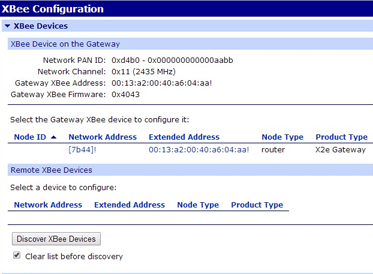 XBee Configuration
XBee Devices
XBee Device on the Gateway
Network PAN ID: 0xd4b0 - 0x000000000000aabb
Network Channel: 0x11 (2435 MHz)
Gateway XBee Address: 00:13:a2:00:40:a6:04:aa!
Gateway XBee Firmware: 0x4043
Select the Gateway XBee device to configure it:
Node ID Network Address Extended Address Node Type Product Type
[7b44]! 00:13:a2:00:40:a6:04:aa! router X2e Gateway
Remote XBee Devices
Select a device to configure:
Network Address Extended Address Node Type Product Type
Discover XBee Devices
Clear list before discovery